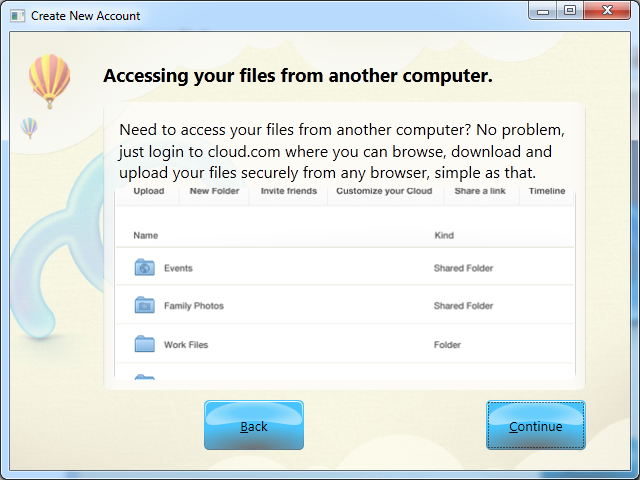 Create New Account
Accessing your files from another computer.
Need to access your files from another computer? No problem,
just login to cloud.com where you can browse, download and
upload your files securely from any browser, simple as that.
Upload New Folder Invite friends Customize your Cloud Share a link Timeline
Name Kind
Events Shared Folder
Family Photos Shared Folder
Work Files Folder
Back Continue